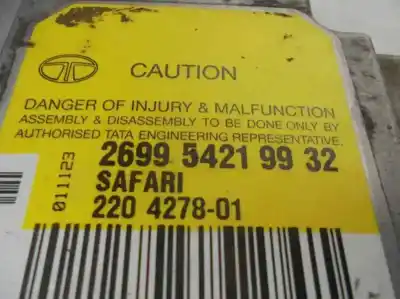 CAUTION
DANGER OF INJURY & MALFUNCTION
ASSEMBLY & DISASSEMBLY TO BE DONE ONLY BY
AUTHORISED TATA ENGINEERING REPRESENTATIVE.
2699 5421 99 32
SAFARI
220 4278-01
011123